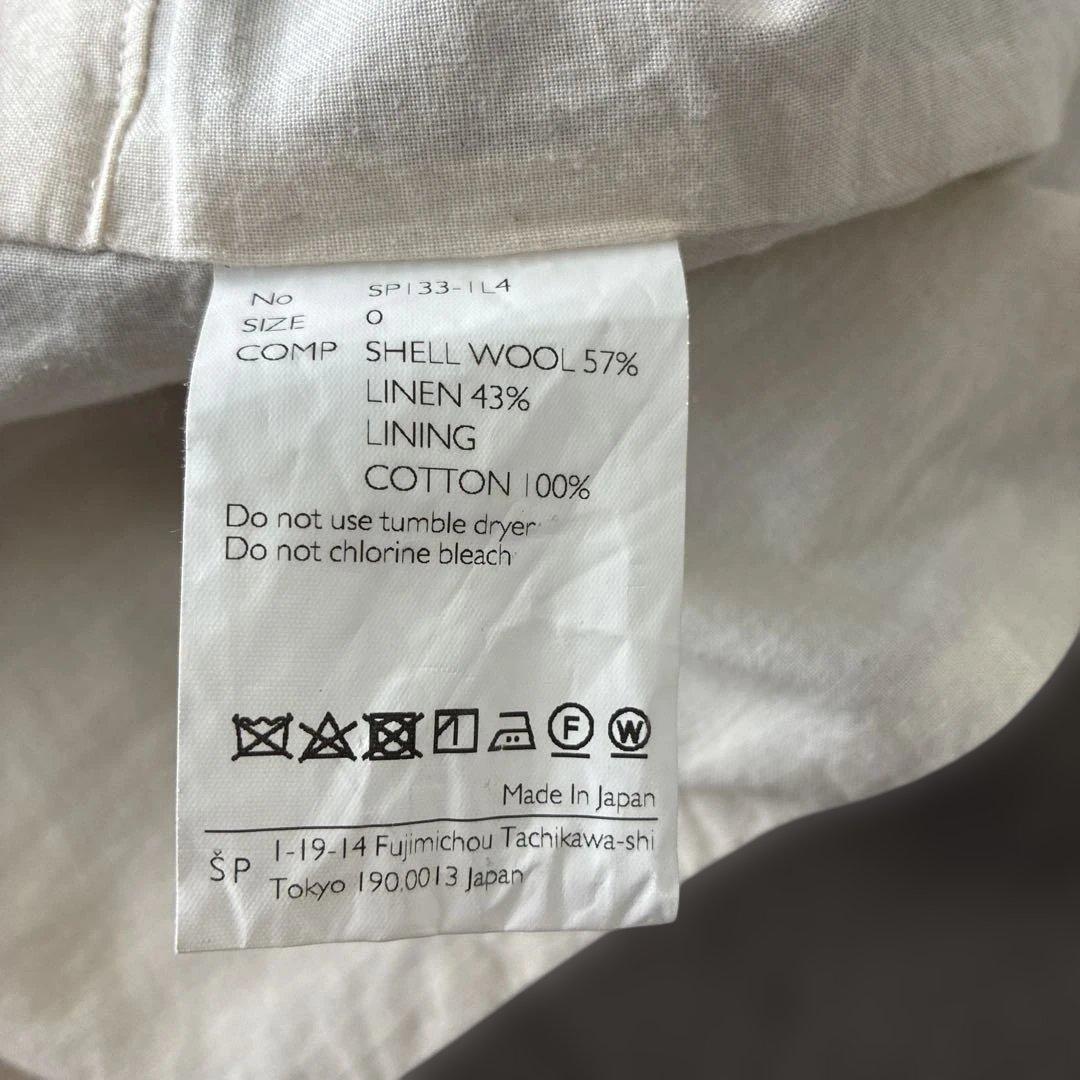 No SP133-1L4
SIZE 0
COMP SHELL WOOL 57%
LINEN 43%
LINING
COTTON 100%
Do not use tumble dryer
Do not chlorine bleach
F W
Made In Japan
ŠP 1-19-14 Fujimichou Tachikawa-shi
Tokyo 190.0013 Japan